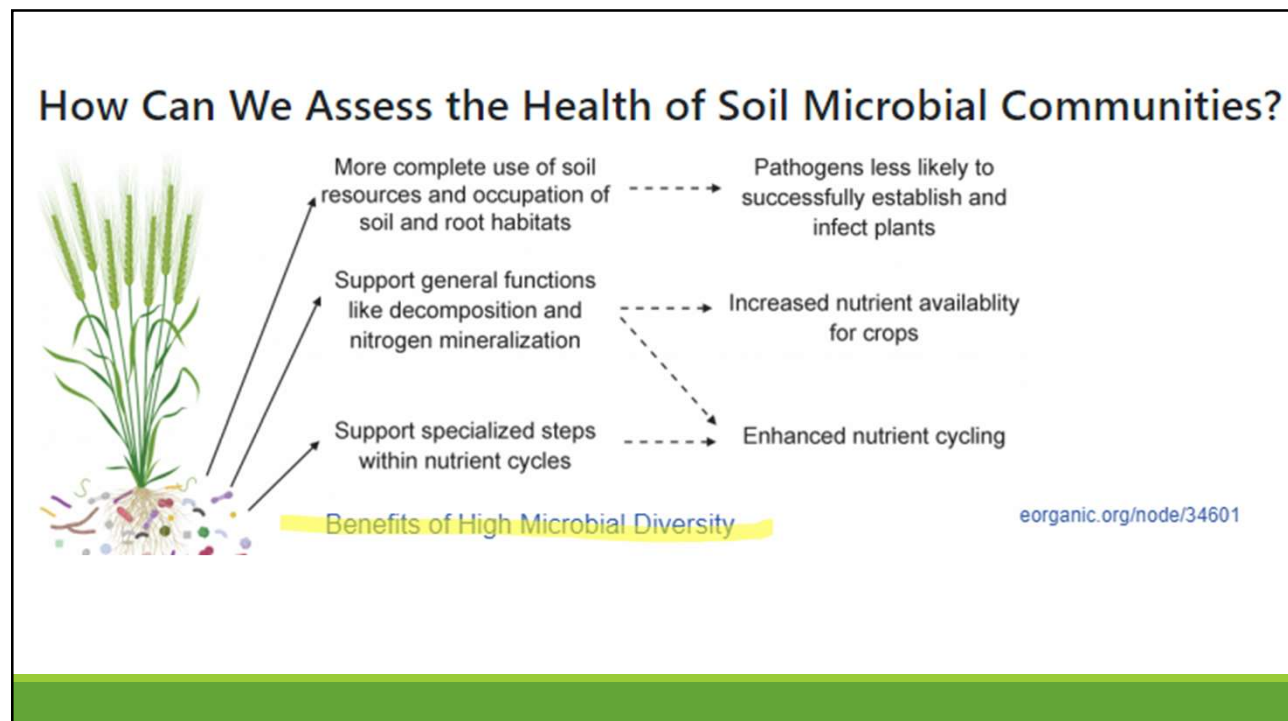 How Can We Assess the Health of Soil Microbial Communities?
More complete use of soil
resources and occupation of
soil and root habitats
Pathogens less likely to
successfully establish and
infect plants
Support general functions
like decomposition and
nitrogen mineralization
Increased nutrient availablity
for crops
Support specialized steps
within nutrient cycles
Enhanced nutrient cycling
Benefits of High Microbial Diversity
eorganic.org/node/34601